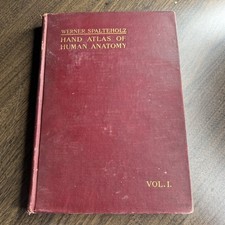 WERNER SPALTEHOLZ
HAND ATLAS OF
HUMAN ANATOMY
VOL. I.